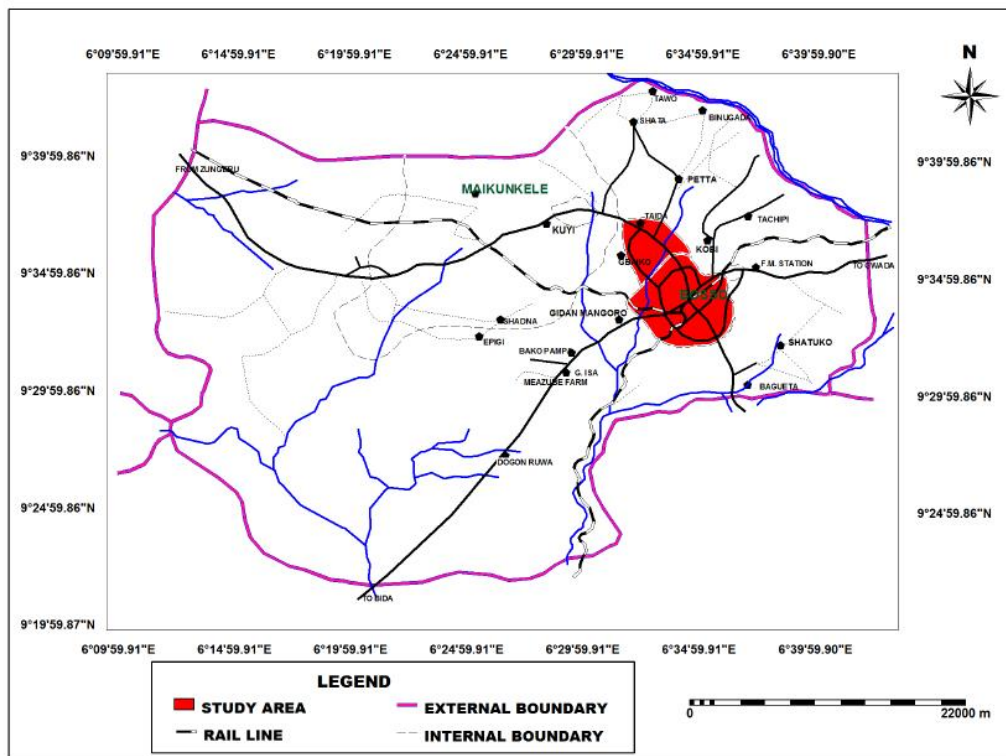 6°09'59.91"E 6°14'59.91"E 6°19'59.91"E 6°24'59.91"E 6°29'59.91"E 6°34'59.91"E 6°39'59.90"E
N
TAWO
BINUGADA
SHATA
9°39'59.86"N 9°39'59.86"N
FROM ZUNGERU
PETTA
MAIKUNKELE
TACHIPI
TAIDA
KUYI
KOBI
F.M. STATION
TO GWADA
9°34'59.86"N 9°34'59.86"N
BOSSO
GIDAN MANGORO
SHADNA
EPIGI
SHATUKO
BAKO PAMPA
G. ISA
MEAZUBE FARM
BAGUETA
9°29'59.86"N 9°29'59.86"N
DOGON RUWA
9°24'59.86"N 9°24'59.86"N
TO BIDA
9°19'59.87"N
6°09'59.91"E 6°14'59.91"E 6°19'59.91"E 6°24'59.91"E 6°29'59.91"E 6°34'59.91"E 6°39'59.90"E
LEGEND
STUDY AREA EXTERNAL BOUNDARY
RAIL LINE INTERNAL BOUNDARY
0 22000 m